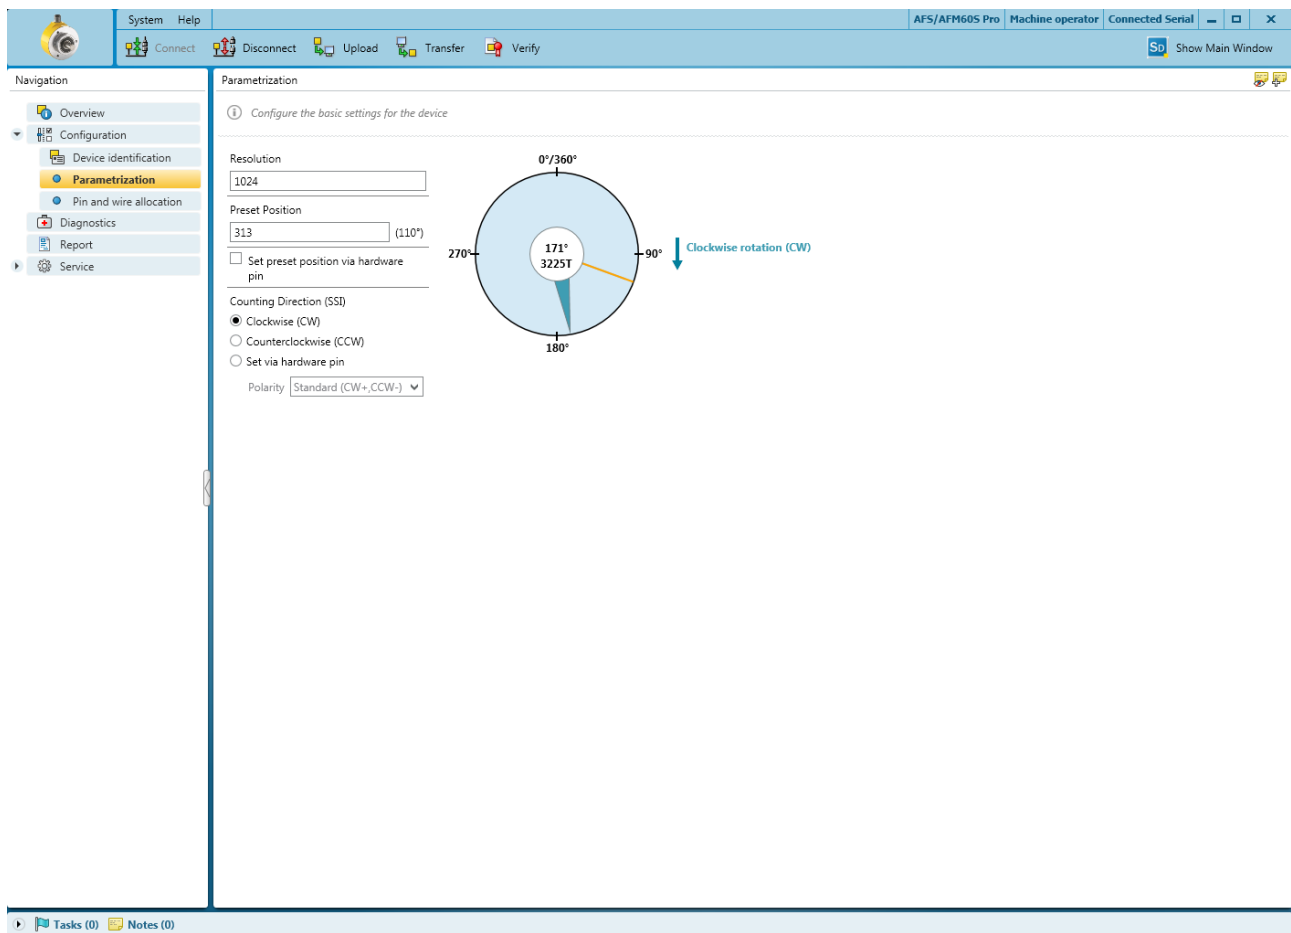 System Help
AFS/AFM60S Pro Machine operator Connected Serial
Connect Disconnect Upload Transfer Verify
SD Show Main Window
Navigation
Overview
Configuration
Device identification
Parametrization
Pin and wire allocation
Diagnostics
Report
Service
Parametrization
Configure the basic settings for the device
Resolution
1024
Preset Position
313 (110°)
Set preset position via hardware
pin
Counting Direction (SSI)
Clockwise (CW)
Counterclockwise (CCW)
Set via hardware pin
Polarity Standard (CW+,CCW-)
0°/360°
270°
171°
3225T
90°
180°
Clockwise rotation (CW)
Tasks (0) Notes (0)